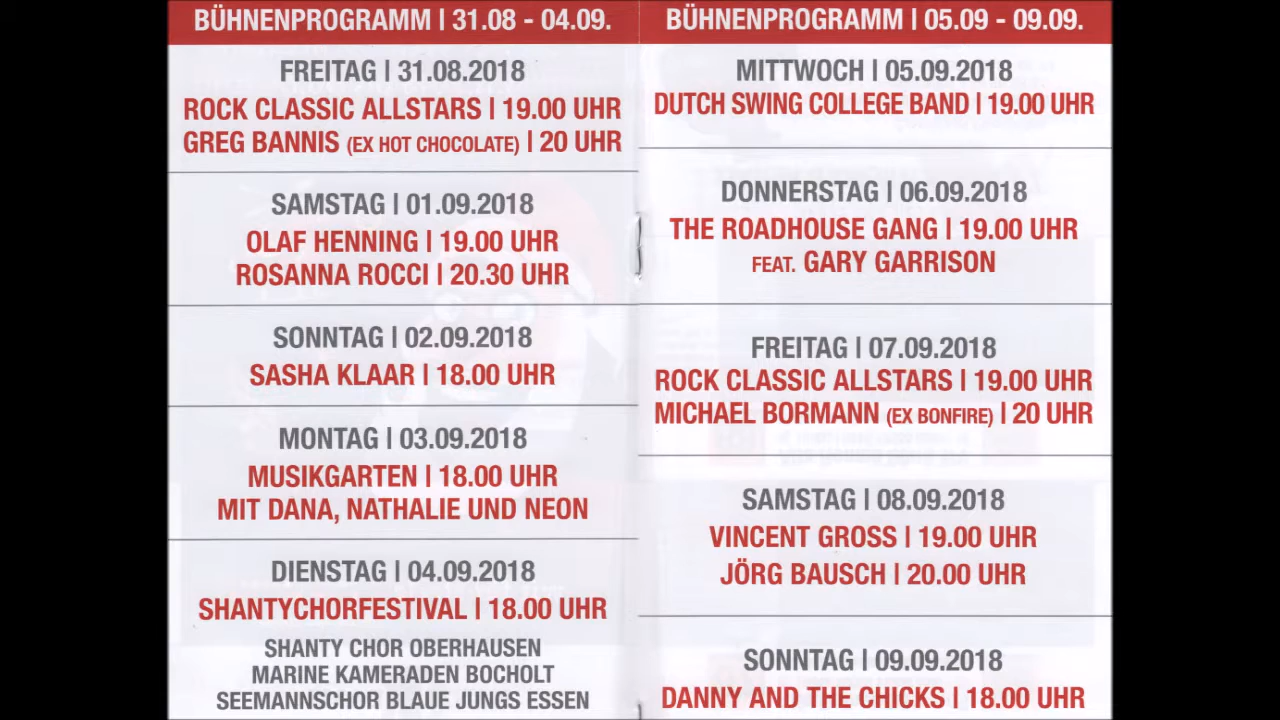 BÜHNENPROGRAMM | 31.08 - 04.09.
FREITAG | 31.08.2018
ROCK CLASSIC ALLSTARS | 19.00 UHR
GREG BANNIS (EX HOT CHOCOLATE) | 20 UHR
SAMSTAG | 01.09.2018
OLAF HENNING | 19.00 UHR
ROSANNA ROCCI | 20.30 UHR
SONNTAG | 02.09.2018
SASHA KLAAR | 18.00 UHR
MONTAG | 03.09.2018
MUSIKGARTEN | 18.00 UHR
MIT DANA, NATHALIE UND NEON
DIENSTAG | 04.09.2018
SHANTYCHORFESTIVAL | 18.00 UHR
SHANTY CHOR OBERHAUSEN
MARINE KAMERADEN BOCHOLT
SEEMANNSCHOR BLAUE JUNGS ESSEN
BÜHNENPROGRAMM | 05.09 - 09.09.
MITTWOCH | 05.09.2018
DUTCH SWING COLLEGE BAND | 19.00 UHR
DONNERSTAG | 06.09.2018
THE ROADHOUSE GANG | 19.00 UHR
FEAT. GARY GARRISON
FREITAG | 07.09.2018
ROCK CLASSIC ALLSTARS | 19.00 UHR
MICHAEL BORMANN (EX BONFIRE) | 20 UHR
SAMSTAG | 08.09.2018
VINCENT GROSS | 19.00 UHR
JÖRG BAUSCH | 20.00 UHR
SONNTAG | 09.09.2018
DANNY AND THE CHICKS | 18.00 UHR